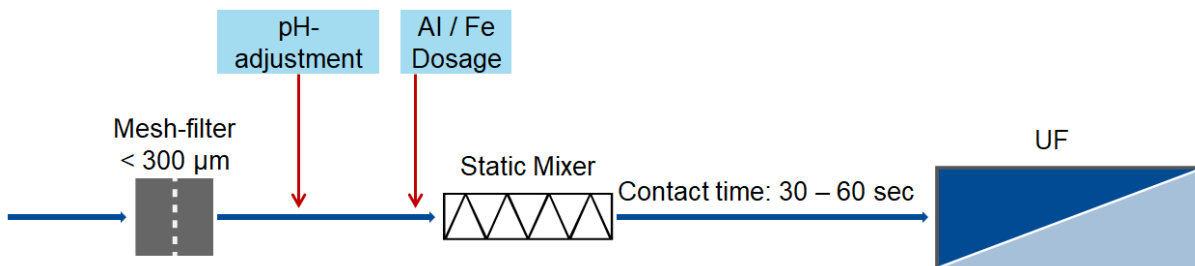 pH-
adjustment
Al / Fe
Dosage
Mesh-filter
< 300 µm
Static Mixer
Contact time: 30 – 60 sec
UF